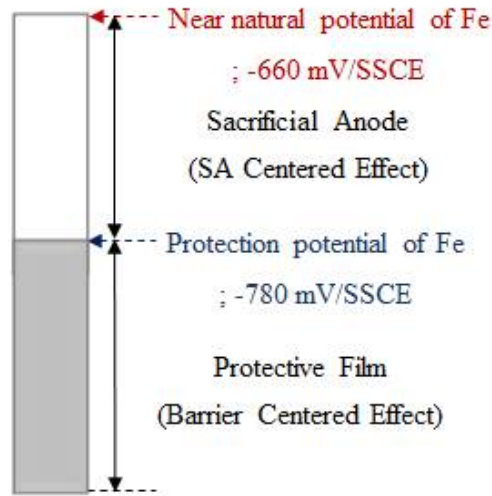 Near natural potential of Fe
; -660 mV/SSCE
Sacrificial Anode
(SA Centered Effect)
Protection potential of Fe
; -780 mV/SSCE
Protective Film
(Barrier Centered Effect)